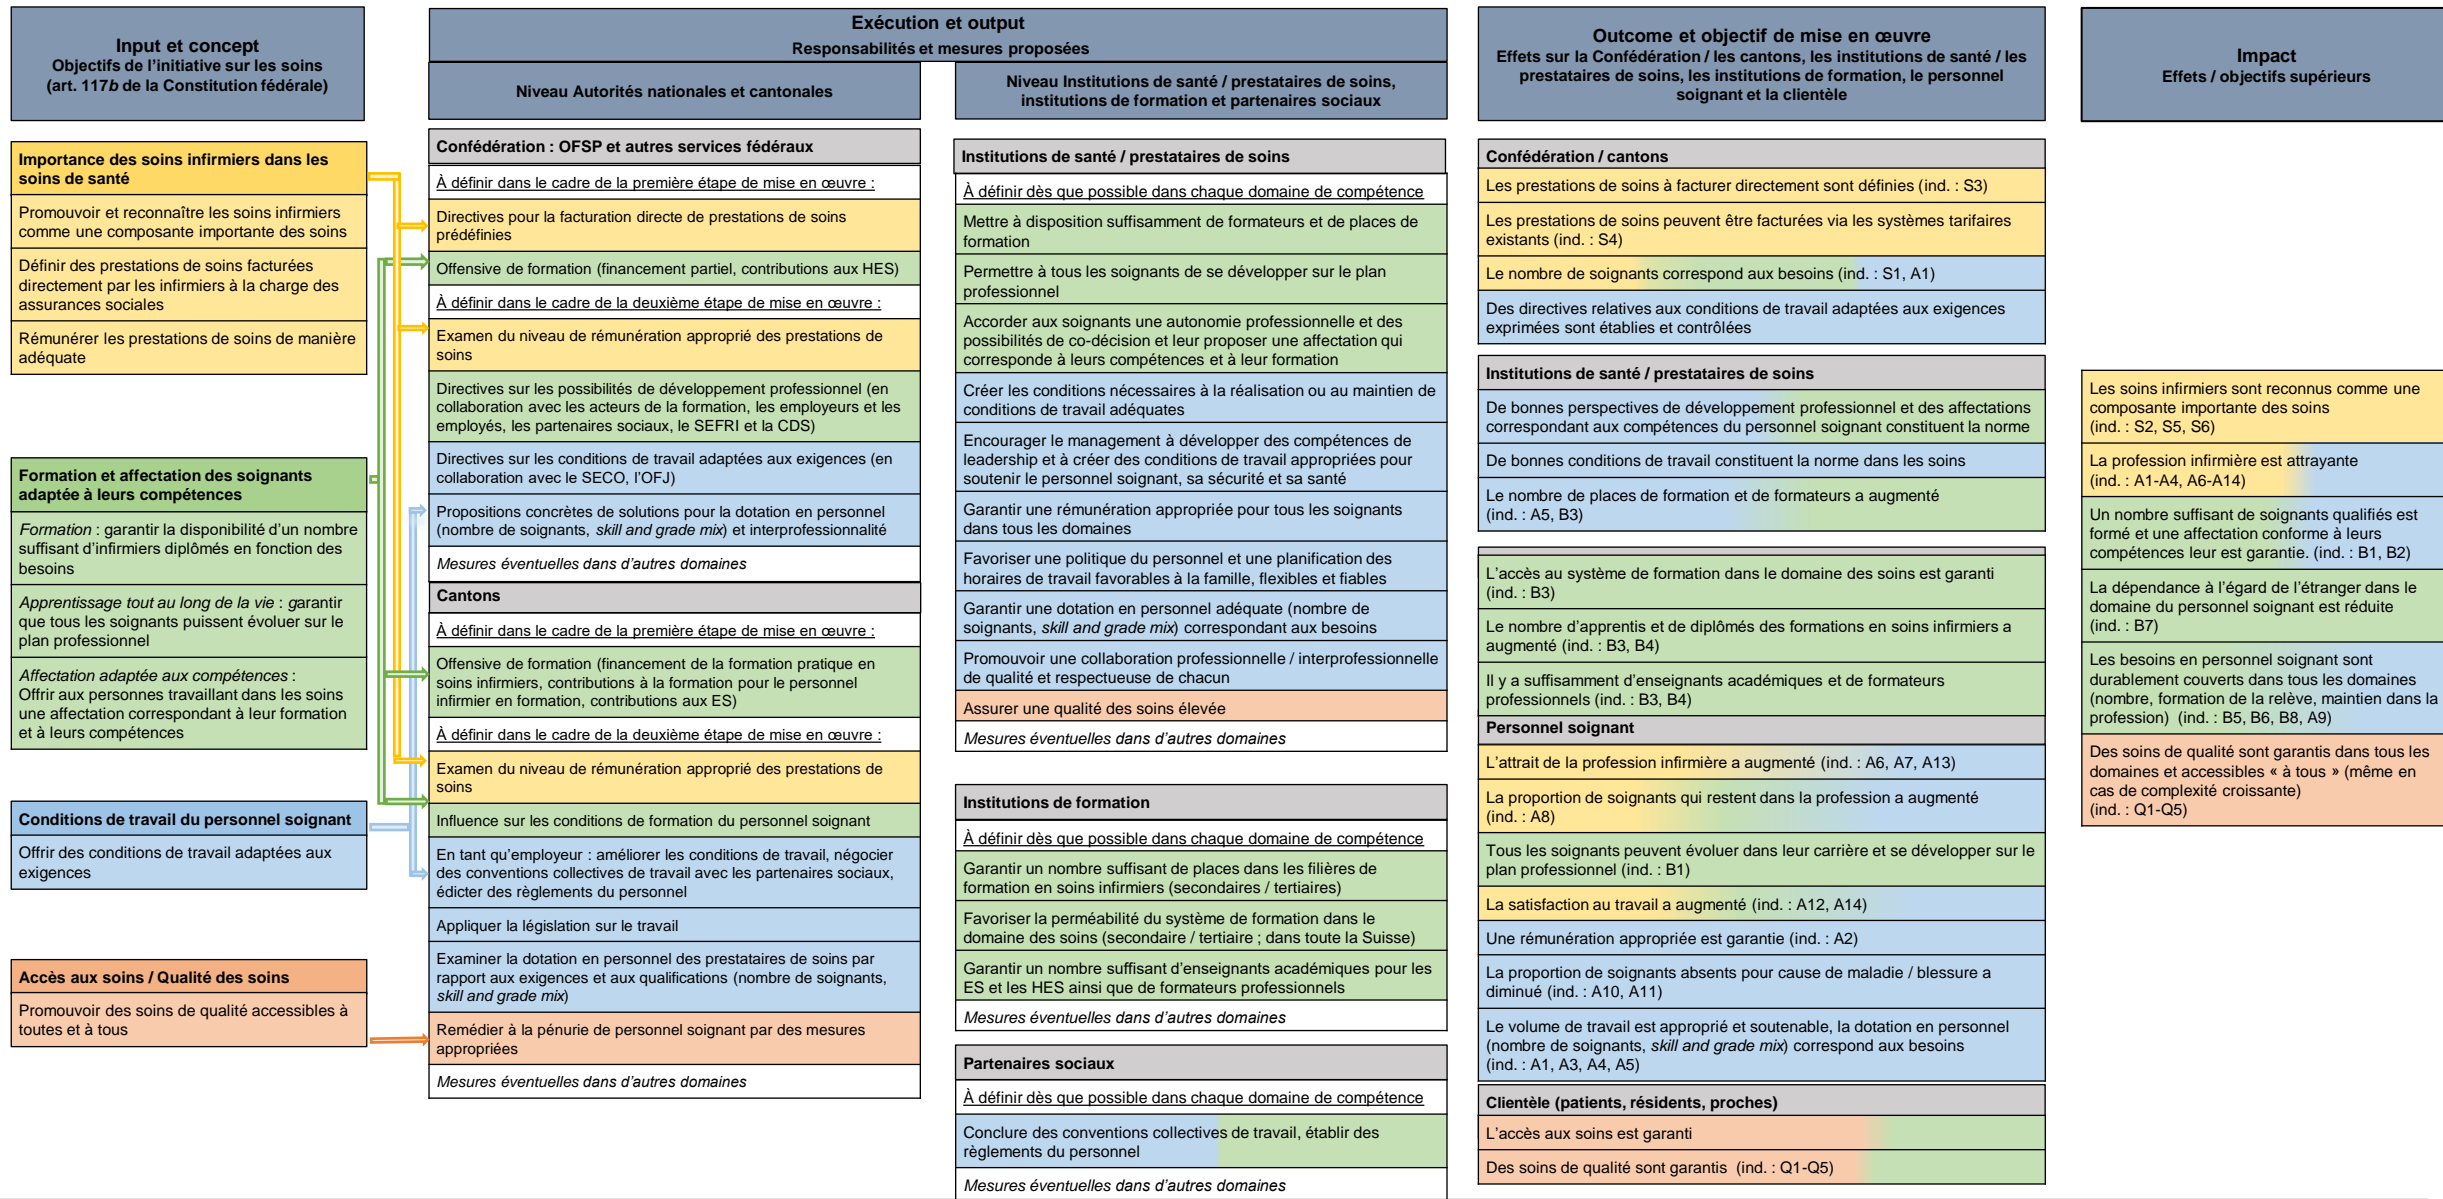 Input et concept
Objectifs de l'initiative sur les soins
(art. 117b de la Constitution fédérale)
Importance des soins infirmiers dans les
soins de santé
Promouvoir et reconnaître les soins infirmiers
comme une composante importante des soins
Définir des prestations de soins facturées
directement par les infirmiers à la charge des
assurances sociales
Rémunérer les prestations de soins de manière
adéquate
Formation et affectation des soignants
adaptée à leurs compétences
Formation : garantir la disponibilité d'un nombre
suffisant d'infirmiers diplômés en fonction des
besoins
Apprentissage tout au long de la vie : garantir
que tous les soignants puissent évoluer sur le
plan professionnel
Affectation adaptée aux compétences :
Offrir aux personnes travaillant dans les soins
une affectation correspondant à leur formation
et à leurs compétences
Conditions de travail du personnel soignant
Offrir des conditions de travail adaptées aux
exigences
Accès aux soins / Qualité des soins
Promouvoir des soins de qualité accessibles à
toutes et à tous
Exécution et output
Responsabilités et mesures proposées
Niveau Autorités nationales et cantonales
Confédération : OFSP et autres services fédéraux
À définir dans le cadre de la première étape de mise en œuvre :
Directives pour la facturation directe de prestations de soins
prédéfinies
Offensive de formation (financement partiel, contributions aux HES)
À définir dans le cadre de la deuxième étape de mise en œuvre :
Examen du niveau de rémunération approprié des prestations de
soins
Directives sur les possibilités de développement professionnel (en
collaboration avec les acteurs de la formation, les employeurs et les
employés, les partenaires sociaux, le SEFRI et la CDS)
Directives sur les conditions de travail adaptées aux exigences (en
collaboration avec le SECO, l'OFJ)
Propositions concrètes de solutions pour la dotation en personnel
(nombre de soignants, skill and grade mix) et interprofessionnalité
Mesures éventuelles dans d'autres domaines
Cantons
À définir dans le cadre de la première étape de mise en œuvre :
Offensive de formation (financement de la formation pratique en
soins infirmiers, contributions à la formation pour le personnel
infirmier en formation, contributions aux ES)
À définir dans le cadre de la deuxième étape de mise en œuvre :
Examen du niveau de rémunération approprié des prestations de
soins
Influence sur les conditions de formation du personnel soignant
En tant qu'employeur : améliorer les conditions de travail, négocier
des conventions collectives de travail avec les partenaires sociaux,
édicter des règlements du personnel
Appliquer la législation sur le travail
Examiner la dotation en personnel des prestataires de soins par
rapport aux exigences et aux qualifications (nombre de soignants,
skill and grade mix)
Remédier à la pénurie de personnel soignant par des mesures
appropriées
Mesures éventuelles dans d'autres domaines
Niveau Institutions de santé / prestataires de soins,
institutions de formation et partenaires sociaux
Institutions de santé / prestataires de soins
À définir dès que possible dans chaque domaine de compétence
Mettre à disposition suffisamment de formateurs et de places de
formation
Permettre à tous les soignants de se développer sur le plan
professionnel
Accorder aux soignants une autonomie professionnelle et des
possibilités de co-décision et leur proposer une affectation qui
corresponde à leurs compétences et à leur formation
Créer les conditions nécessaires à la réalisation ou au maintien de
conditions de travail adéquates
Encourager le management à développer des compétences de
leadership et à créer des conditions de travail appropriées pour
soutenir le personnel soignant, sa sécurité et sa santé
Garantir une rémunération appropriée pour tous les soignants
dans tous les domaines
Favoriser une politique du personnel et une planification des
horaires de travail favorables à la famille, flexibles et fiables
Garantir une dotation en personnel adéquate (nombre de
soignants, skill and grade mix) correspondant aux besoins
Promouvoir une collaboration professionnelle / interprofessionnelle
de qualité et respectueuse de chacun
Assurer une qualité des soins élevée
Mesures éventuelles dans d'autres domaines
Institutions de formation
À définir dès que possible dans chaque domaine de compétence
Garantir un nombre suffisant de places dans les filières de
formation en soins infirmiers (secondaires / tertiaires)
Favoriser la perméabilité du système de formation dans le
domaine des soins (secondaire / tertiaire ; dans toute la Suisse)
Garantir un nombre suffisant d'enseignants académiques pour les
ES et les HES ainsi que de formateurs professionnels
Mesures éventuelles dans d'autres domaines
Partenaires sociaux
À définir dès que possible dans chaque domaine de compétence
Conclure des conventions collectives de travail, établir des
règlements du personnel
Mesures éventuelles dans d'autres domaines
Outcome et objectif de mise en œuvre
Effets sur la Confédération / les cantons, les institutions de santé / les
prestataires de soins, les institutions de formation, le personnel
soignant et la clientèle
Confédération / cantons
Les prestations de soins à facturer directement sont définies (ind. : S3)
Les prestations de soins peuvent être facturées via les systèmes tarifaires
existants (ind. : S4)
Le nombre de soignants correspond aux besoins (ind. : S1, A1)
Des directives relatives aux conditions de travail adaptées aux exigences
exprimées sont établies et contrôlées
Institutions de santé / prestataires de soins
De bonnes perspectives de développement professionnel et des affectations
correspondant aux compétences du personnel soignant constituent la norme
De bonnes conditions de travail constituent la norme dans les soins
Le nombre de places de formation et de formateurs a augmenté
(ind. : A5, B3)
L'accès au système de formation dans le domaine des soins est garanti
(ind. : B3)
Le nombre d'apprentis et de diplômés des formations en soins infirmiers a
augmenté (ind. : B3, B4)
Il y a suffisamment d'enseignants académiques et de formateurs
professionnels (ind. : B3, B4)
Personnel soignant
L'attrait de la profession infirmière a augmenté (ind. : A6, A7, A13)
La proportion de soignants qui restent dans la profession a augmenté
(ind. : A8)
Tous les soignants peuvent évoluer dans leur carrière et se développer sur le
plan professionnel (ind. : B1)
La satisfaction au travail a augmenté (ind. : A12, A14)
Une rémunération appropriée est garantie (ind. : A2)
La proportion de soignants absents pour cause de maladie / blessure a
diminué (ind. : A10, A11)
Le volume de travail est approprié et soutenable, la dotation en personnel
(nombre de soignants, skill and grade mix) correspond aux besoins
(ind. : A1, A3, A4, A5)
Clientèle (patients, résidents, proches)
L'accès aux soins est garanti
Des soins de qualité sont garantis (ind. : Q1-Q5)
Impact
Effets / objectifs supérieurs
Les soins infirmiers sont reconnus comme une
composante importante des soins
(ind. : S2, S5, S6)
La profession infirmière est attrayante
(ind. : A1-A4, A6-A14)
Un nombre suffisant de soignants qualifiés est
formé et une affectation conforme à leurs
compétences leur est garantie. (ind. : B1, B2)
La dépendance à l'égard de l'étranger dans le
domaine du personnel soignant est réduite
(ind. : B7)
Les besoins en personnel soignant sont
durablement couverts dans tous les domaines
(nombre, formation de la relève, maintien dans la
profession) (ind. : B5, B6, B8, A9)
Des soins de qualité sont garantis dans tous les
domaines et accessibles « à tous » (même en
cas de complexité croissante)
(ind. : Q1-Q5)